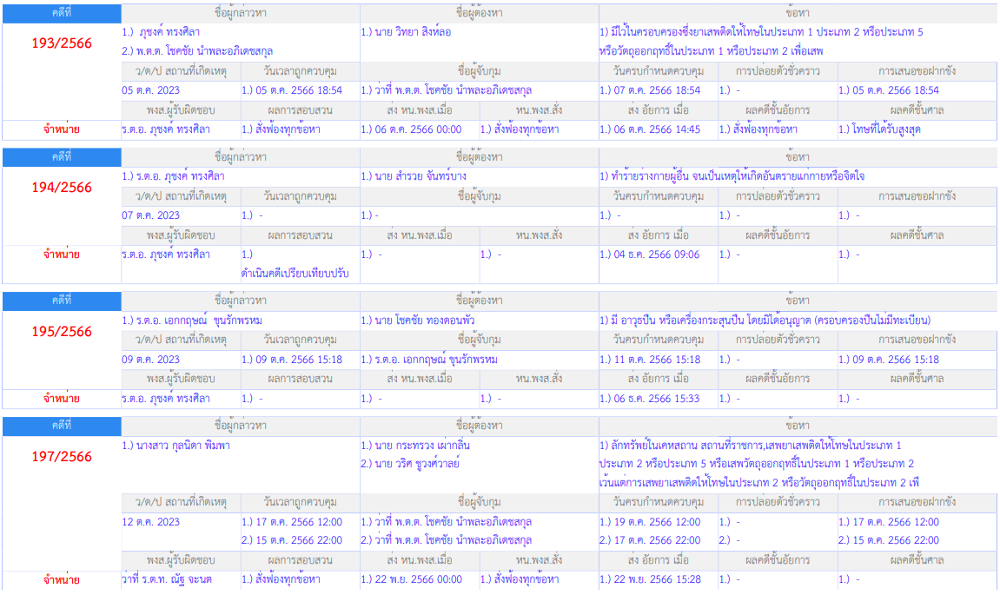 คดีที่ ชื่อผู้กล่าวหา ชื่อผู้ต้องหา ข้อหา
193/2566 1.) ภุชงค์ ทรงศิลา 1.) นาย วิทยา สิงห์ลอ 1) มีไว้ในครอบครองซึ่งยาเสพติดให้โทษในประเภท 1 ประเภท 2 หรือประเภท 5
2.) พ.ต.ต. โชคชัย นำพละอภิเดชสกุล หรือวัตถุออกฤทธิ์ในประเภท 1 หรือประเภท 2 เพื่อเสพ
ว/ด/ป สถานที่เกิดเหตุ วันเวลาถูกควบคุม ชื่อผู้จับกุม วันครบกำหนดควบคุม การปล่อยตัวชั่วคราว การเสนอขอฝากขัง
05 ต.ค. 2023 1.) 05 ต.ค. 2566 18:54 1.) ว่าที่ พ.ต.ต. โชคชัย นำพละอภิเดชสกุล 1.) 07 ต.ค. 2566 18:54 1.) - 1.) 05 ต.ค. 2566 18:54
พงส.ผู้รับผิดชอบ ผลการสอบสวน ส่ง หน.พงส.เมื่อ หน.พงส.สั่ง ส่ง อัยการ เมื่อ ผลคดีชั้นอัยการ ผลคดีชั้นศาล
จำหน่าย ร.ต.อ. ภุชงค์ ทรงศิลา 1.) สั่งฟ้องทุกข้อหา 1.) 06 ต.ค. 2566 00:00 1.) สั่งฟ้องทุกข้อหา 1.) 06 ต.ค. 2566 14:45 1.) สั่งฟ้องทุกข้อหา 1.) โทษที่ได้รับสูงสุด
คดีที่ ชื่อผู้กล่าวหา ชื่อผู้ต้องหา ข้อหา
194/2566 1.) ร.ต.อ. ภุชงค์ ทรงศิลา 1.) นาย สำรวย จันทร์บาง 1) ทำร้ายร่างกายผู้อื่น จนเป็นเหตุให้เกิดอันตรายแก่กายหรือจิตใจ
ว/ด/ป สถานที่เกิดเหตุ วันเวลาถูกควบคุม ชื่อผู้จับกุม วันครบกำหนดควบคุม การปล่อยตัวชั่วคราว การเสนอขอฝากขัง
07 ต.ค. 2023 1.) - 1.) - 1.) - 1.) - 1.) -
พงส.ผู้รับผิดชอบ ผลการสอบสวน ส่ง หน.พงส.เมื่อ หน.พงส.สั่ง ส่ง อัยการ เมื่อ ผลคดีชั้นอัยการ ผลคดีชั้นศาล
จำหน่าย ร.ต.อ. ภุชงค์ ทรงศิลา 1.) 1.) - 1.) - 1.) 04 ธ.ค. 2566 09:06 1.) - 1.) -
ดำเนินคดีเปรียบเทียบปรับ
คดีที่ ชื่อผู้กล่าวหา ชื่อผู้ต้องหา ข้อหา
195/2566 1.) ร.ต.อ. เอกกฤษณ์ ขุนรักพรหม 1.) นาย โชคชัย ทองดอนพัว 1) มี อาวุธปืน หรือเครื่องกระสุนปืน โดยมิได้อนุญาต (ครอบครองปืนไม่มีทะเบียน)
ว/ด/ป สถานที่เกิดเหตุ วันเวลาถูกควบคุม ชื่อผู้จับกุม วันครบกำหนดควบคุม การปล่อยตัวชั่วคราว การเสนอขอฝากขัง
09 ต.ค. 2023 1.) 09 ต.ค. 2566 15:18 1.) ร.ต.อ. เอกกฤษณ์ ขุนรักพรหม 1.) 11 ต.ค. 2566 15:18 1.) - 1.) 09 ต.ค. 2566 15:18
พงส.ผู้รับผิดชอบ ผลการสอบสวน ส่ง หน.พงส.เมื่อ หน.พงส.สั่ง ส่ง อัยการ เมื่อ ผลคดีชั้นอัยการ ผลคดีชั้นศาล
จำหน่าย ร.ต.อ. ภุชงค์ ทรงศิลา 1.) - 1.) - 1.) - 1.) 06 ธ.ค. 2566 15:33 1.) - 1.) -
คดีที่ ชื่อผู้กล่าวหา ชื่อผู้ต้องหา ข้อหา
197/2566 1.) นางสาว กุลนิดา พิมพา 1.) นาย กระทรวง เผ่ากลิ่น 1) ลักทรัพย์ในเคหสถาน สถานที่ราชการ,เสพยาเสพติดให้โทษในประเภท 1
2.) นาย วริศ ชูวงศ์วาลย์ ประเภท 2 หรือประเภท 5 หรือเสพวัตถุออกฤทธิ์ในประเภท 1 หรือประเภท 2
เว้นแต่การเสพยาเสพติดให้โทษในประเภท 2 หรือวัตถุออกฤทธิ์ในประเภท 2 เพื
ว/ด/ป สถานที่เกิดเหตุ วันเวลาถูกควบคุม ชื่อผู้จับกุม วันครบกำหนดควบคุม การปล่อยตัวชั่วคราว การเสนอขอฝากขัง
12 ต.ค. 2023 1.) 17 ต.ค. 2566 12:00 1.) ว่าที่ พ.ต.ต. โชคชัย นำพละอภิเดชสกุล 1.) 19 ต.ค. 2566 12:00 1.) - 1.) 17 ต.ค. 2566 12:00
2.) 15 ต.ค. 2566 22:00 2.) ว่าที่ พ.ต.ต. โชคชัย นำพละอภิเดชสกุล 2.) 17 ต.ค. 2566 22:00 2.) - 2.) 15 ต.ค. 2566 22:00
พงส.ผู้รับผิดชอบ ผลการสอบสวน ส่ง หน.พงส.เมื่อ หน.พงส.สั่ง ส่ง อัยการ เมื่อ ผลคดีชั้นอัยการ ผลคดีชั้นศาล
จำหน่าย ว่าที่ ร.ต.ท. ณัฐ จะนต 1.) สั่งฟ้องทุกข้อหา 1.) 22 พ.ย. 2566 00:00 1.) สั่งฟ้องทุกข้อหา 1.) 22 พ.ย. 2566 15:28 1.) - 1.) -